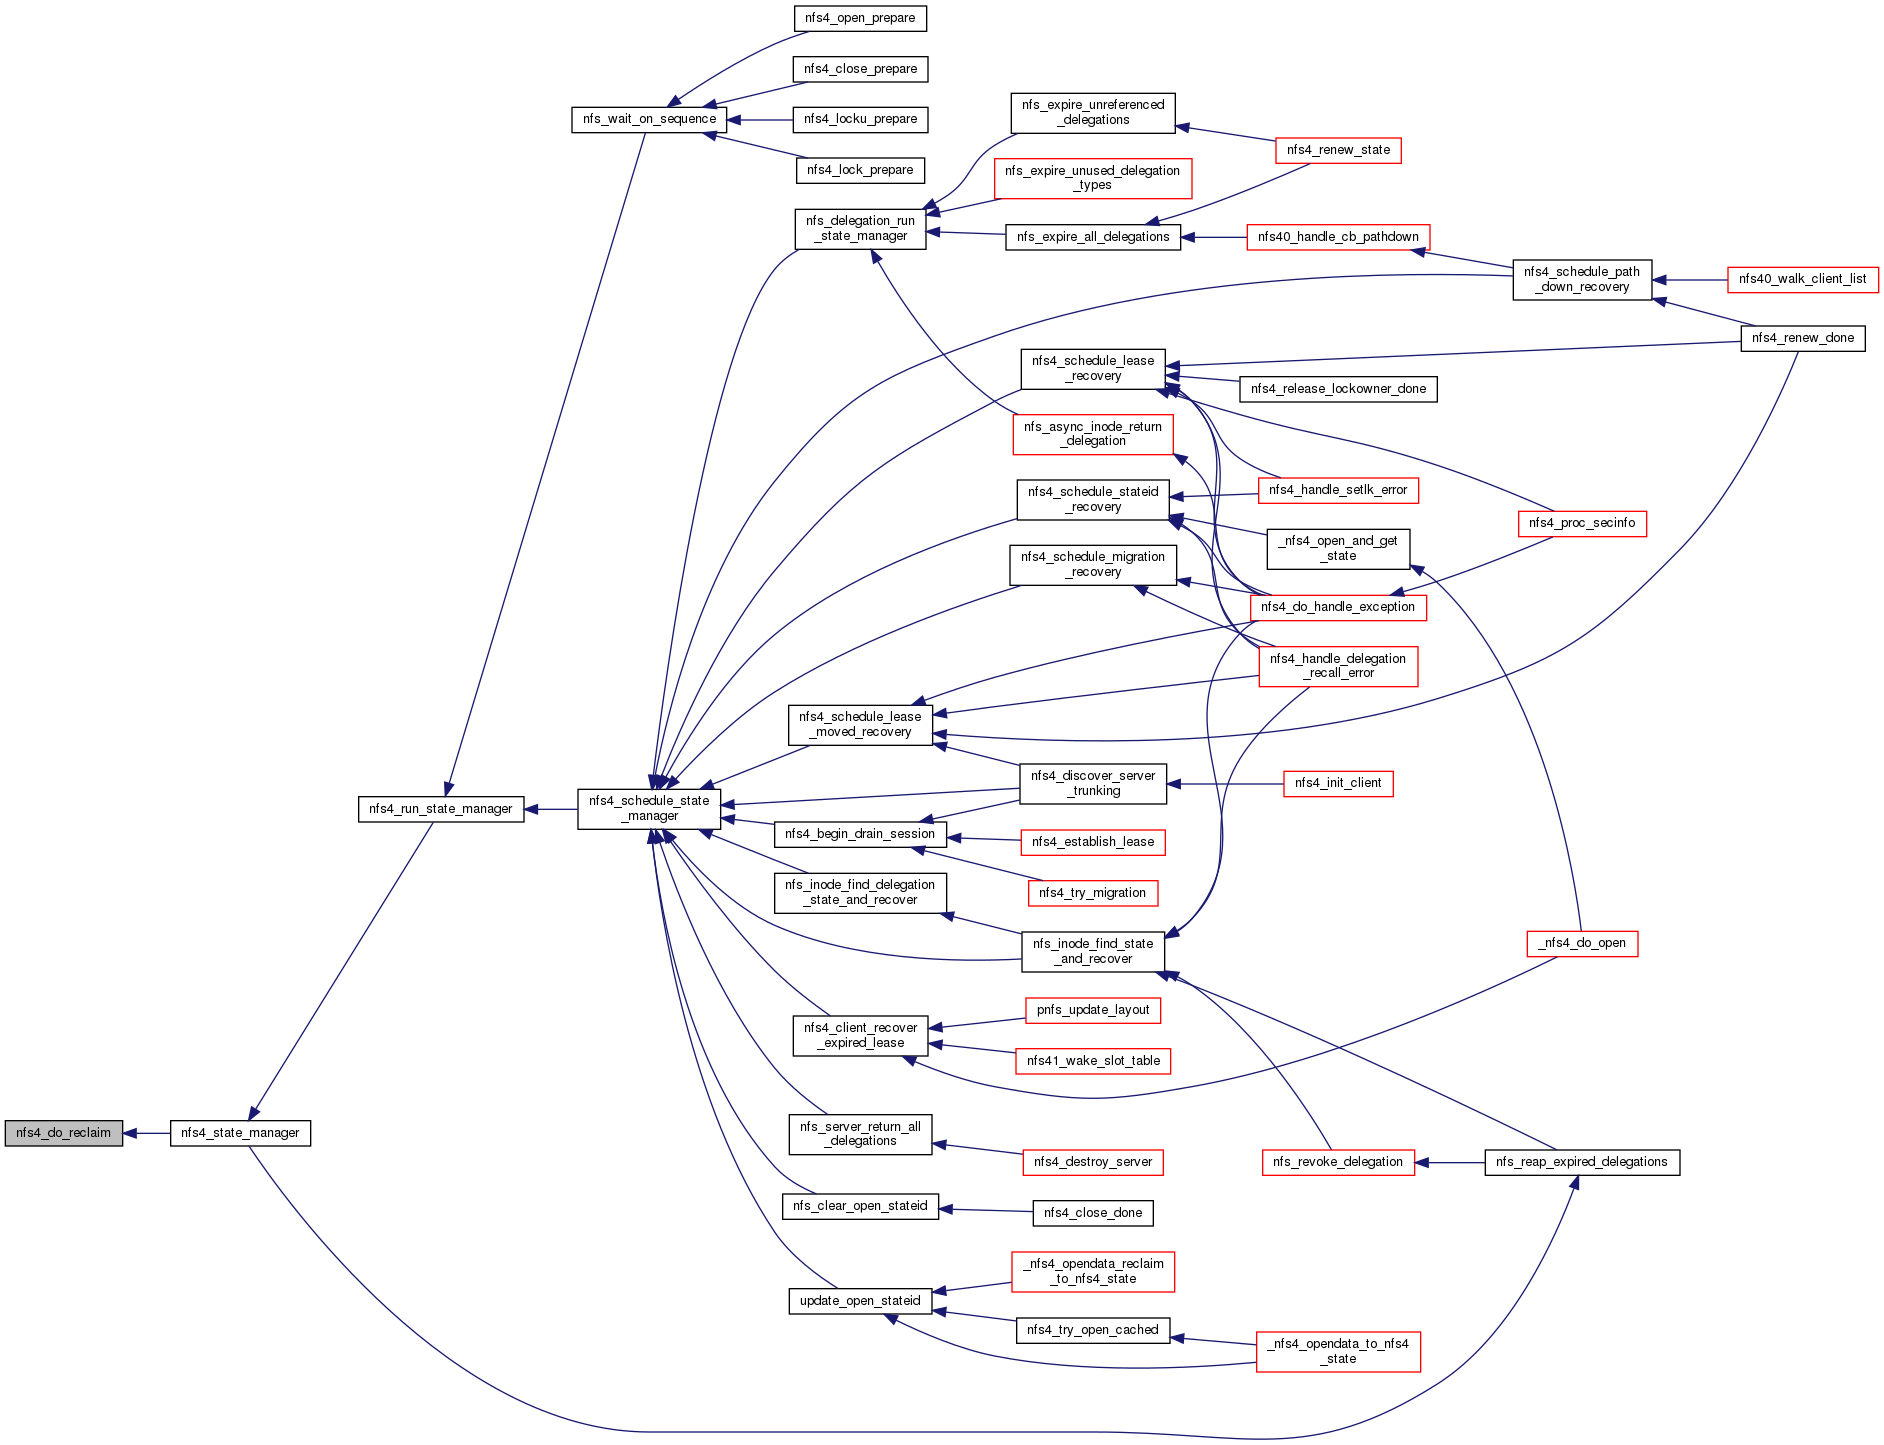 nfs4_open_prepare
nfs4_close_prepare
nfs_wait_on_sequence
nfs4_locku_prepare
nfs4_lock_prepare
nfs_expire_unreferenced
_delegations
nfs4_renew_state
nfs_expire_unused_delegation
_types
nfs_delegation_run
_state_manager
nfs_expire_all_delegations
nfs40_handle_cb_pathdown
nfs4_schedule_path
_down_recovery
nfs40_walk_client_list
nfs4_renew_done
nfs4_schedule_lease
_recovery
nfs4_release_lockowner_done
nfs_async_inode_return
_delegation
nfs4_schedule_stateid
_recovery
nfs4_handle_setlk_error
nfs4_proc_secinfo
_nfs4_open_and_get
_state
nfs4_schedule_migration
_recovery
nfs4_do_handle_exception
nfs4_handle_delegation
_recall_error
nfs4_schedule_lease
_moved_recovery
nfs4_discover_server
_trunking
nfs4_init_client
nfs4_run_state_manager
nfs4_schedule_state
_manager
nfs4_begin_drain_session
nfs4_establish_lease
nfs4_try_migration
nfs_inode_find_delegation
_state_and_recover
nfs_inode_find_state
_and_recover
_nfs4_do_open
pnfs_update_layout
nfs4_client_recover
_expired_lease
nfs41_wake_slot_table
nfs4_do_reclaim
nfs4_state_manager
nfs_server_return_all
_delegations
nfs4_destroy_server
nfs_revoke_delegation
nfs_reap_expired_delegations
nfs_clear_open_stateid
nfs4_close_done
_nfs4_opendata_reclaim
_to_nfs4_state
update_open_stateid
nfs4_try_open_cached
_nfs4_opendata_to_nfs4
_state